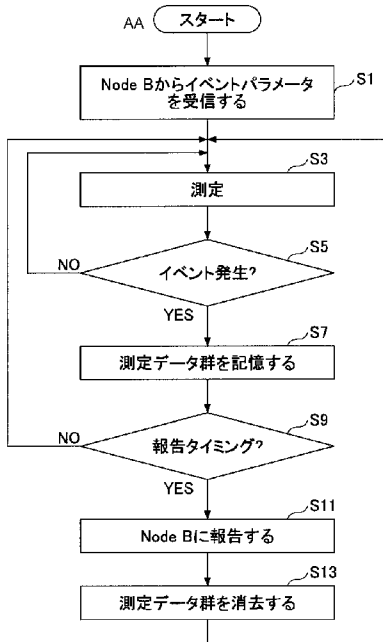 AA
スタート
Node Bからイベントパラメータ
を受信する
S1
S3
測定
S5
イベント発生?
NO
YES
S7
測定データ群を記憶する
S9
報告タイミング?
NO
YES
S11
Node Bに報告する
S13
測定データ群を消去する